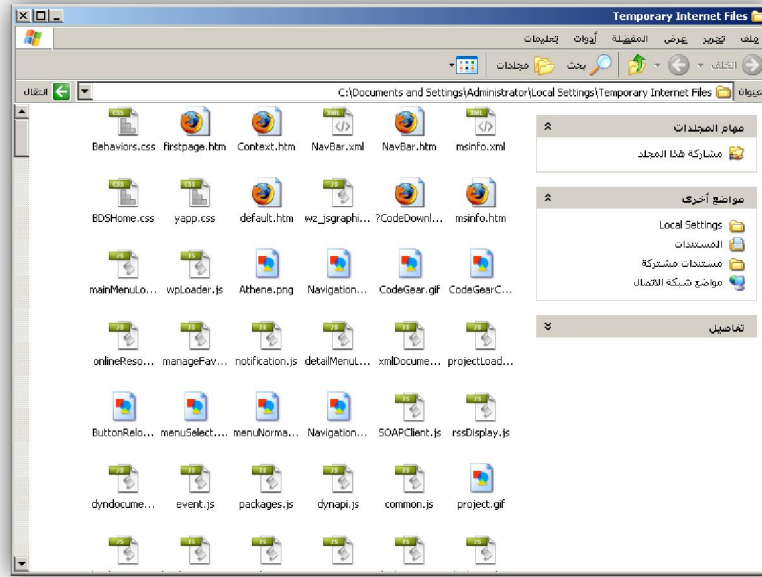 Temporary Internet Files
ملف تحرير عرض المفضلة أدوات تعليمات
الخلف بحث مجلدات
عنوان C:\Documents and Settings\Administrator\Local Settings\Temporary Internet Files انتقال
مهام المجلدات
مشاركة هذا المجلد
مواضع أخرى
Local Settings
المستندات
مستندات مشتركة
مواضع شبكة الاتصال
تفاصيل
msinfo.xml NavBar.htm NavBar.xml Context.htm firstpage.htm Behaviors.css
msinfo.htm ?CodeDownl... wz_jsgraphi... default.htm yapp.css BDSHome.css
CodeGearC... CodeGear.gif Navigation... Athene.png wpLoader.js mainMenuLo...
projectLoad... xmlDocume... detailMenuL... notification.js manageFav... onlineReso...
rssDisplay.js SOAPClient.js Navigation... menuNorma... menuSelect.... ButtonRelo...
project.gif common.js dynapi.js packages.js event.js dyndocume...